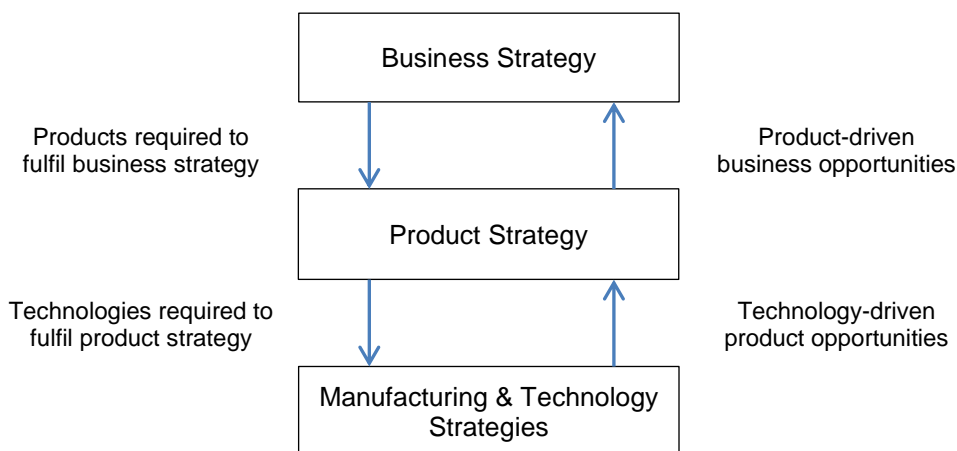 Business Strategy
Products required to
fulfil business strategy
Product-driven
business opportunities
Product Strategy
Technologies required to
fulfil product strategy
Technology-driven
product opportunities
Manufacturing & Technology
Strategies